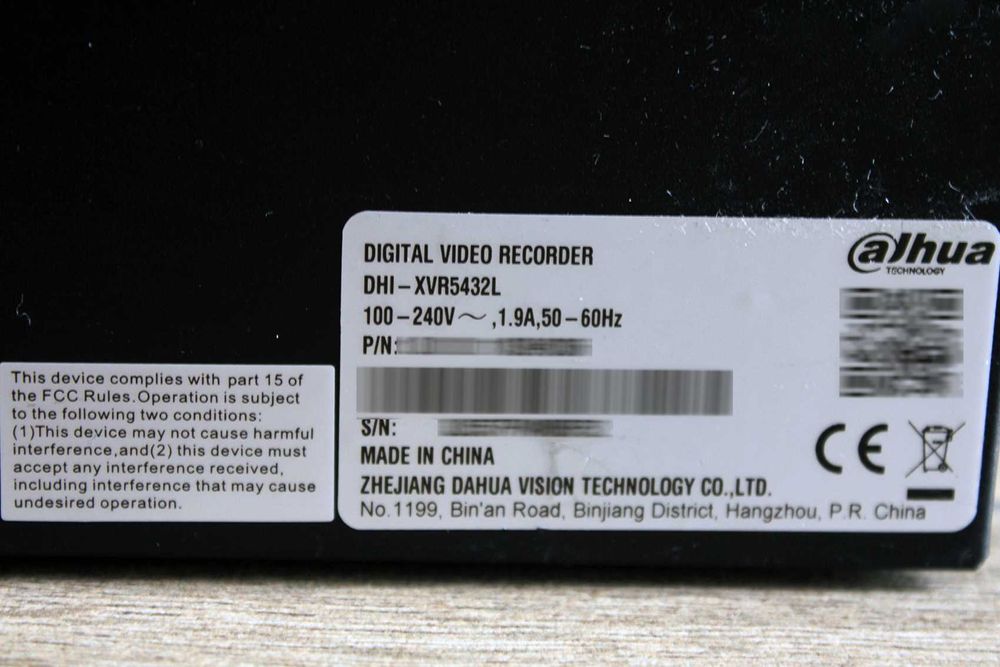 DIGITAL VIDEO RECORDER
DHI-XVR5432L
100-240V～,1.9A,50-60Hz
P/N:
S/N:
MADE IN CHINA
ZHEJIANG DAHUA VISION TECHNOLOGY CO.,LTD.
No.1199, Bin'an Road, Binjiang District, Hangzhou, P.R. China
alhua
TECHNOLOGY
CE
This device complies with part 15 of
the FCC Rules.Operation is subject
to the following two conditions:
(1)This device may not cause harmful
interference,and(2) this device must
accept any interference received,
including interference that may cause
undesired operation.